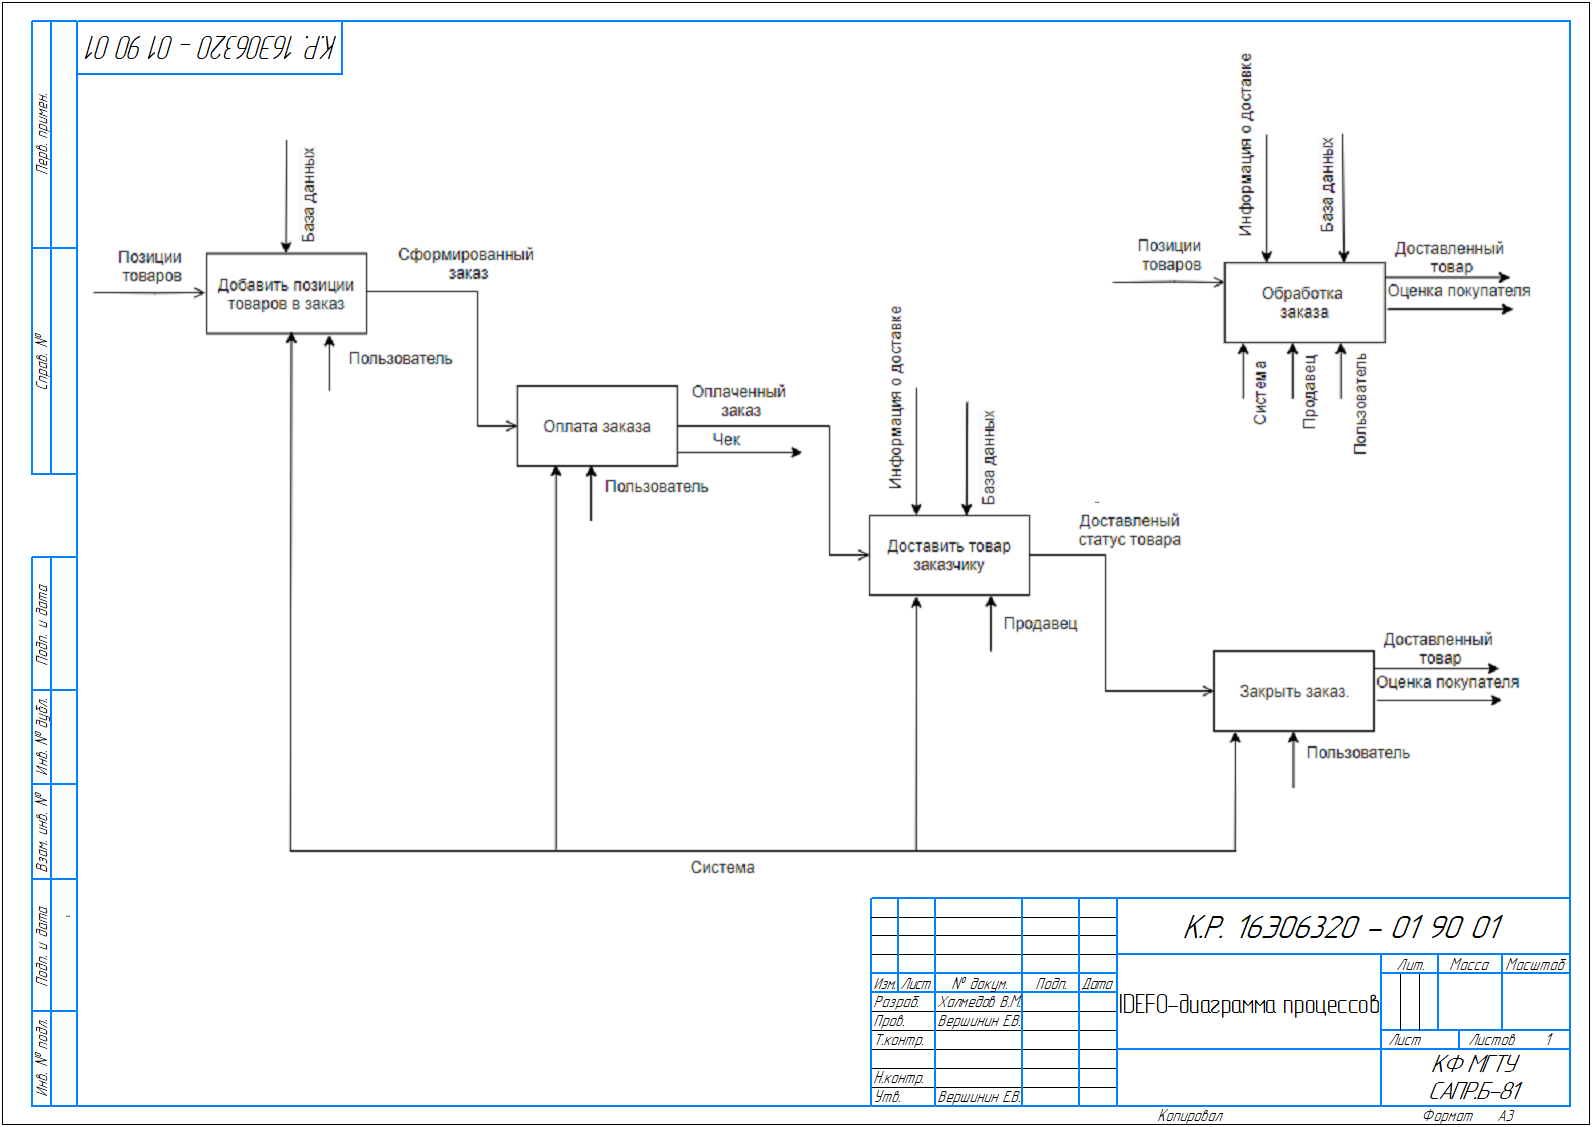 К.Р. 16Э06320 - 01 90 01
Перв. примен.
Справ. №
Подп. и дата
Инв. № дубл.
Взам. инв. №
Подп. и дата
Инв. № подл.
База данных
Позиции
товаров
Добавить позиции
товаров в заказ
Сформированный
заказ
Пользователь
Оплата заказа
Оплаченный
заказ
Чек
Пользователь
Информация о доставке
База данных
Доставить товар
заказчику
Доставленый
статус товара
Продавец
Закрыть заказ.
Доставленный
товар
Оценка покупателя
Пользователь
Система
Информация о доставке
База данных
Позиции
товаров
Обработка
заказа
Доставленный
товар
Оценка покупателя
Система
Продавец
Пользователь
К.Р. 16Э06320 - 01 90 01
Изм. Лист № докум. Подп. Дата
Разраб. Халмедов В.М.
Пров. Вершинин Е.В.
Т.контр.
Н.контр.
Утв. Вершинин Е.В.
IDEF0-диаграмма процессов
Лит. Масса Масштаб
Лист Листов 1
КФ МГТУ
САПР.Б-81
Копировал Формат А3